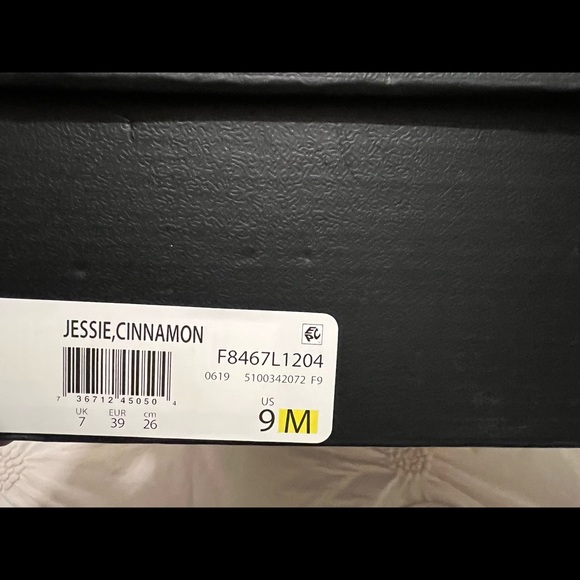 JESSIE,CINNAMON
F8467L1204
0619 5100342072 F9
7 36712 45050 4
UK EUR cm
7 39 26
US
9 M